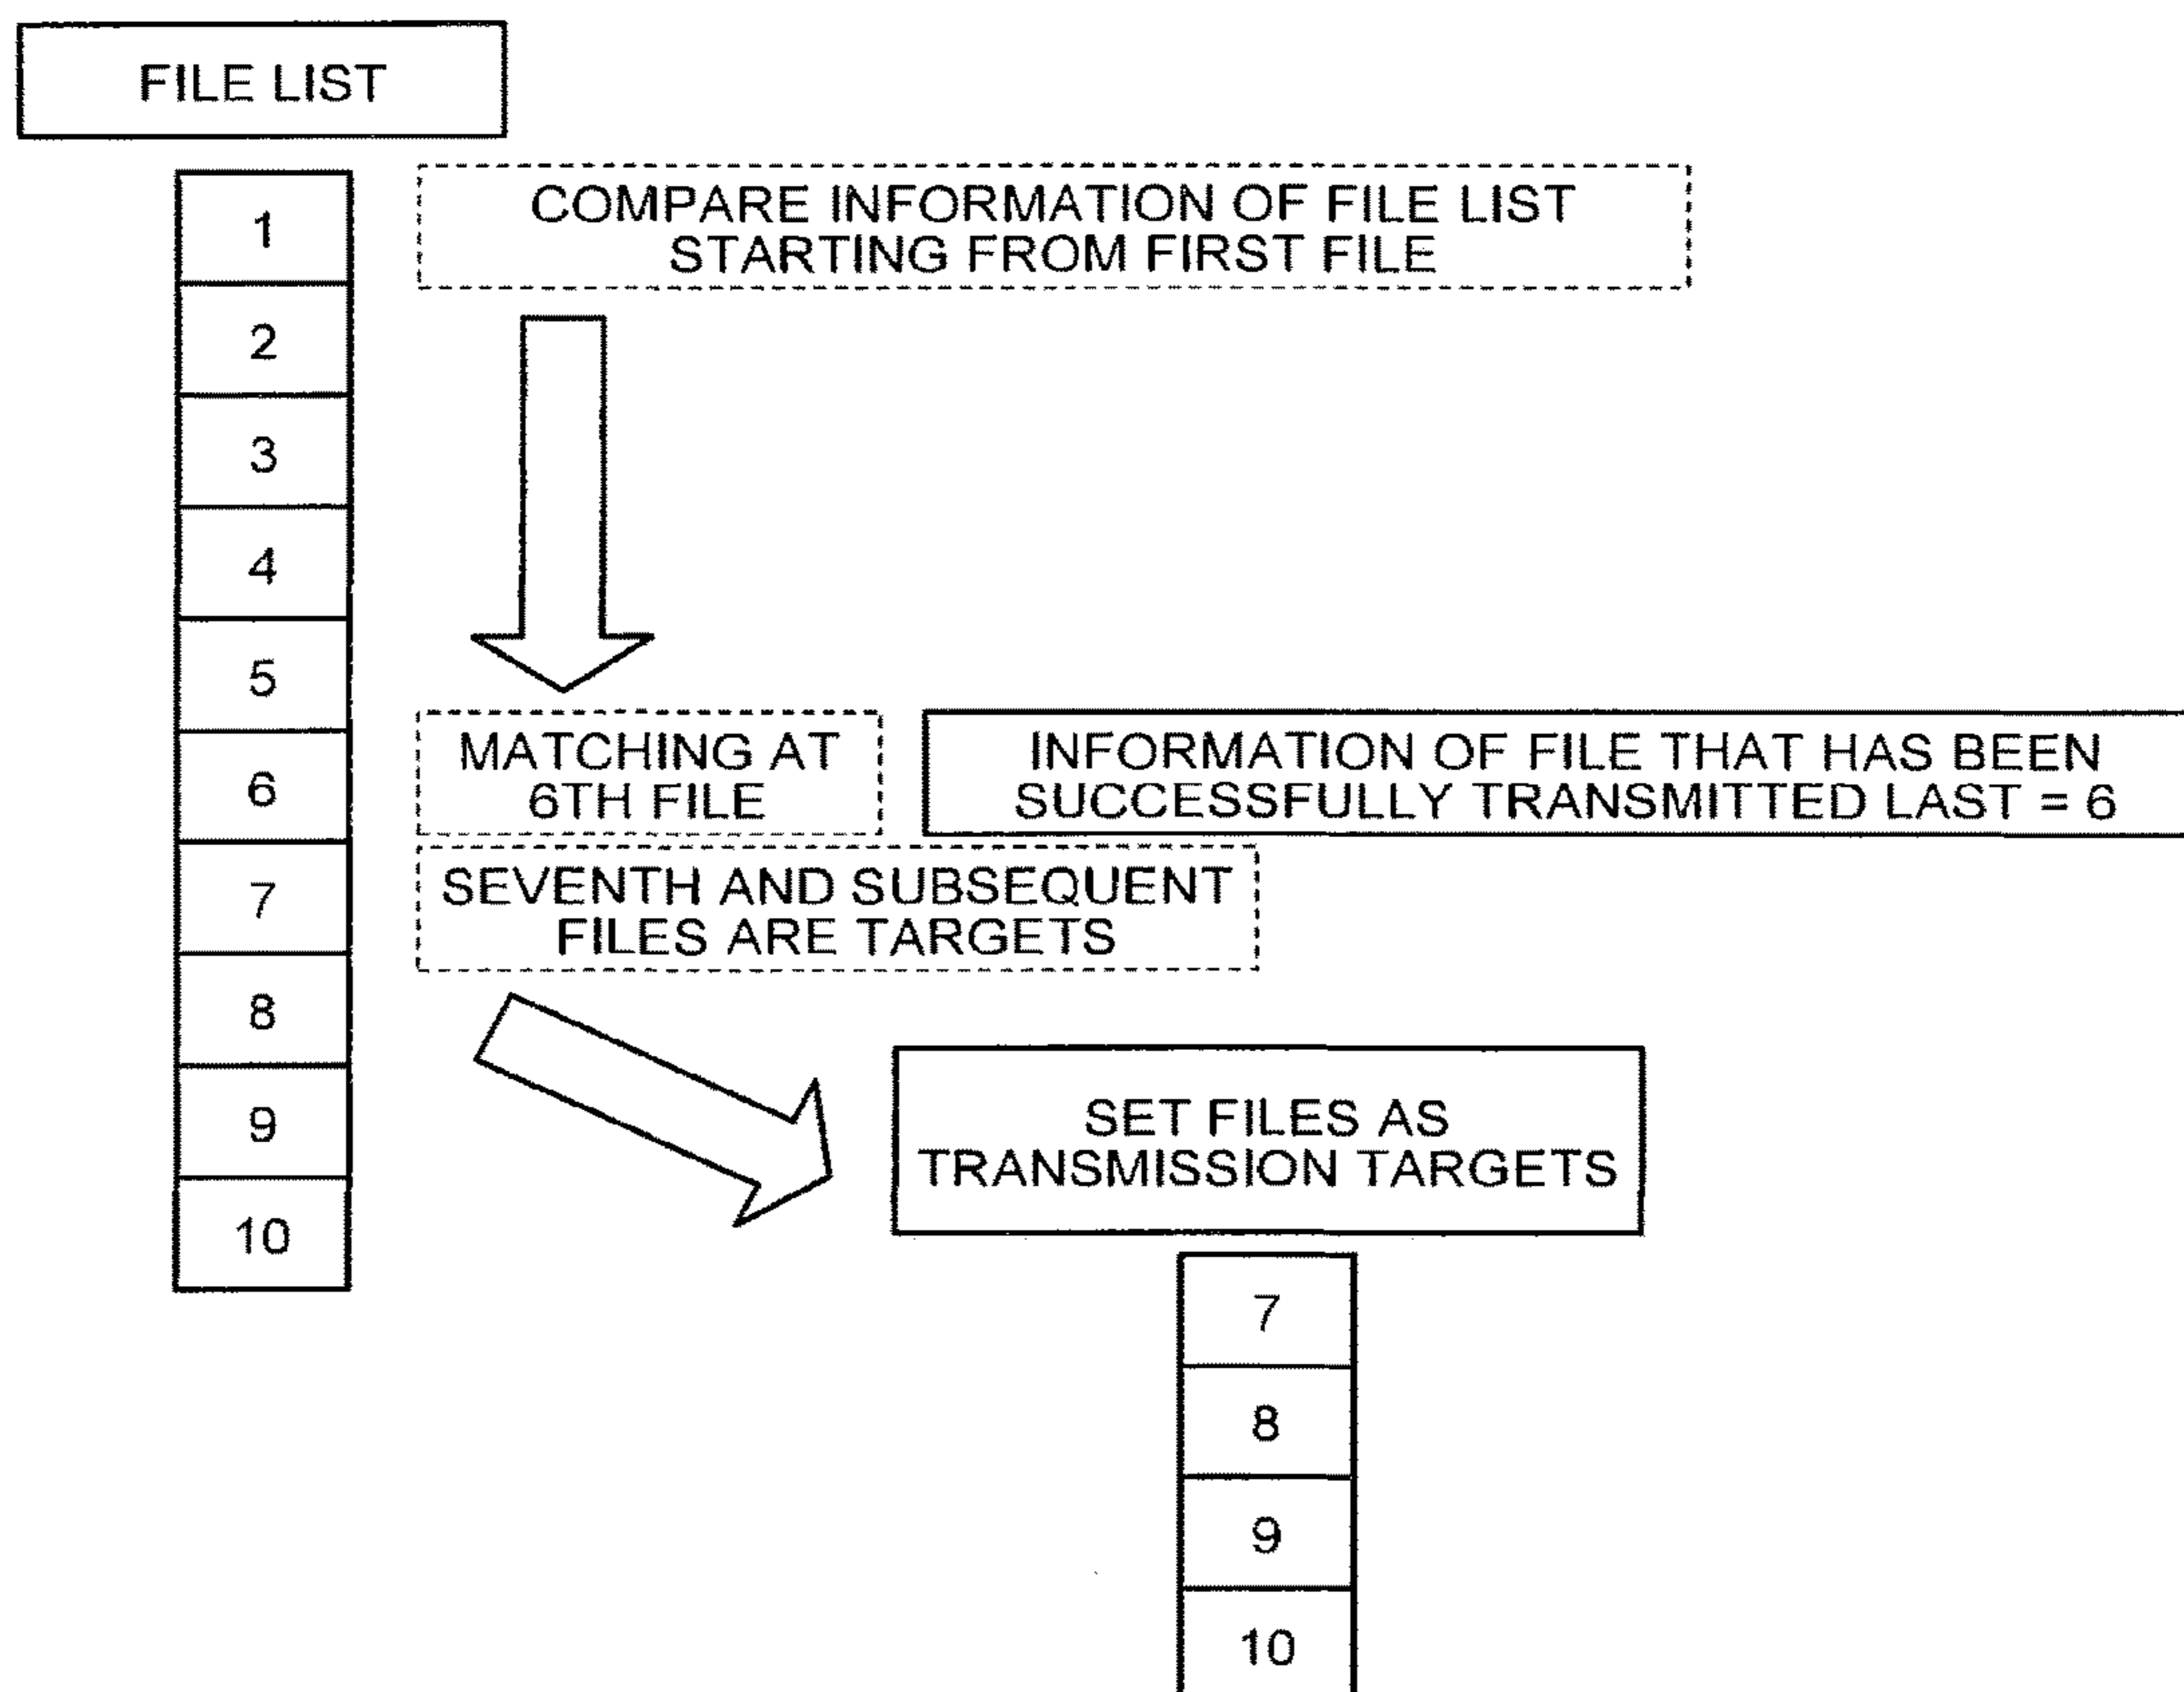 FILE LIST
1
COMPARE INFORMATION OF FILE LIST
STARTING FROM FIRST FILE
2
3
4
5
6
MATCHING AT
6TH FILE
INFORMATION OF FILE THAT HAS BEEN
SUCCESSFULLY TRANSMITTED LAST = 6
7
SEVENTH AND SUBSEQUENT
FILES ARE TARGETS
8
9
10
SET FILES AS
TRANSMISSION TARGETS
7
8
9
10